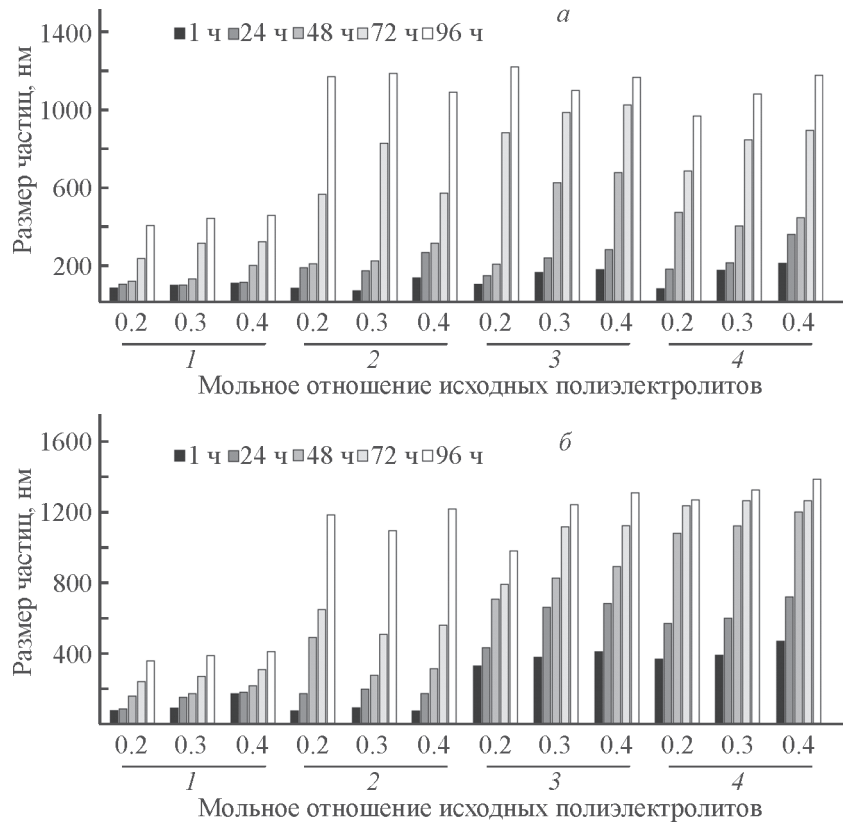 а
1 ч 24 ч 48 ч 72 ч 96 ч
Размер частиц, нм
1400
1000
600
200
0.2 0.3 0.4 0.2 0.3 0.4 0.2 0.3 0.4 0.2 0.3 0.4
1 2 3 4
Мольное отношение исходных полиэлектролитов
б
1 ч 24 ч 48 ч 72 ч 96 ч
Размер частиц, нм
1600
1200
800
400
0.2 0.3 0.4 0.2 0.3 0.4 0.2 0.3 0.4 0.2 0.3 0.4
1 2 3 4
Мольное отношение исходных полиэлектролитов